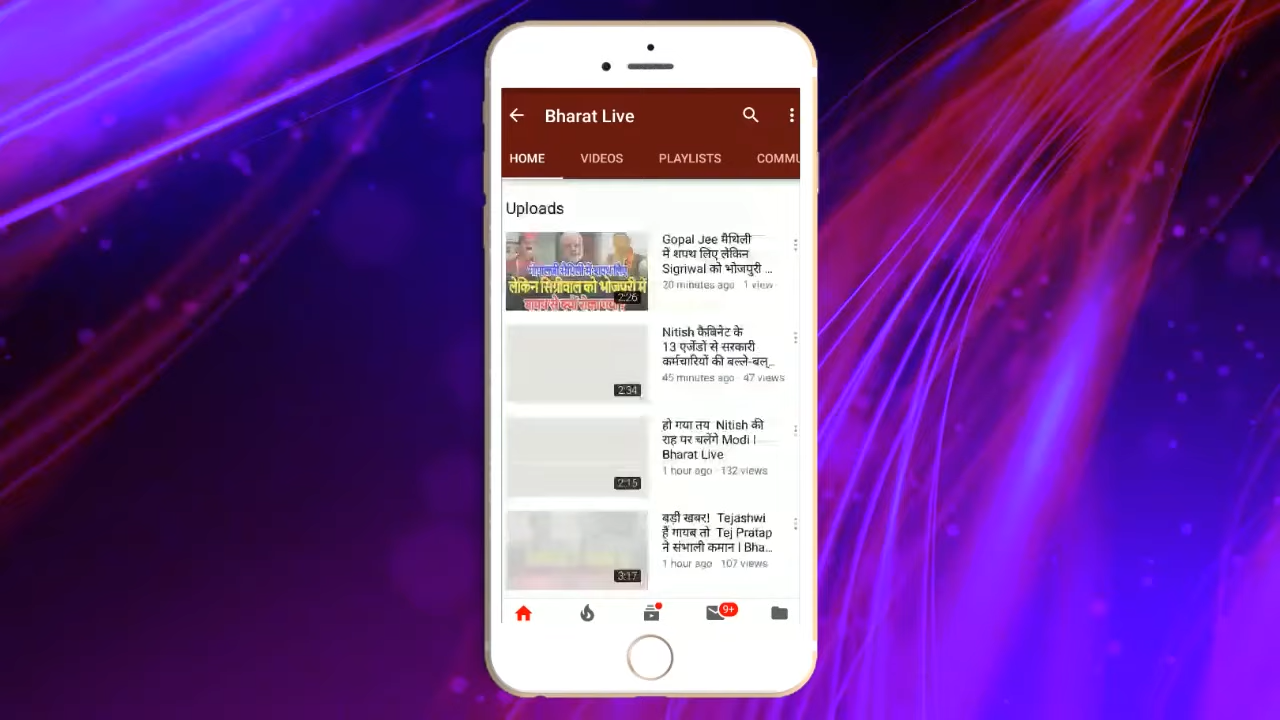 Bharat Live
HOME VIDEOS PLAYLISTS COMMU
Uploads
लेकिन सिग्रीवाल को भोजपुरी में
2:26
Gopal Jee मैथिली
में शपथ लिए लेकिन
Sigriwal को भोजपुरी ...
20 minutes ago · 1 view
2:34
Nitish कैबिनेट के
13 एजेंडों से सरकारी
कर्मचारियों की बल्ले-बल्...
45 minutes ago · 47 views
2:15
हो गया तय Nitish की
राह पर चलेंगे Modi l
Bharat Live
1 hour ago · 132 views
3:17
बड़ी खबर! Tejashwi
हैं गायब तो Tej Pratap
ने संभाली कमान l Bha...
1 hour ago · 107 views
9+